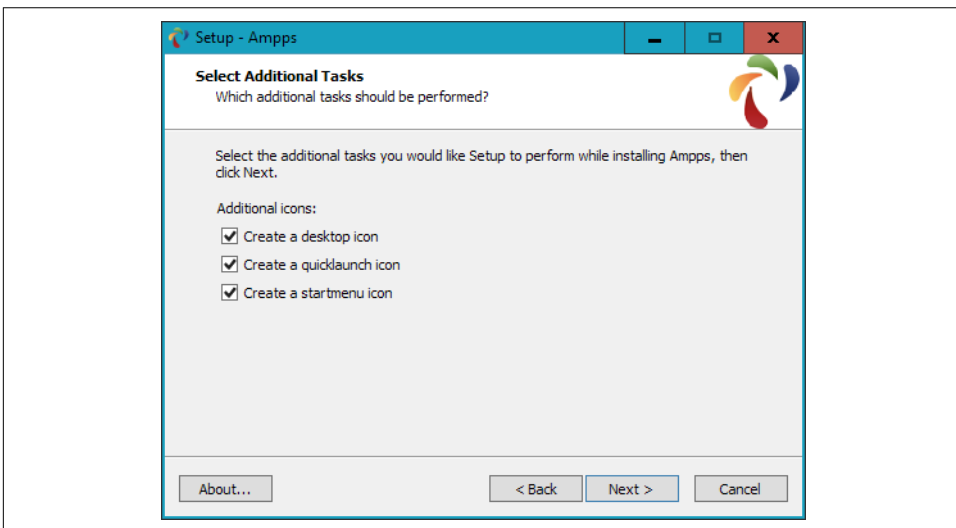 Setup - Ampps
Select Additional Tasks
Which additional tasks should be performed?
Select the additional tasks you would like Setup to perform while installing Ampps, then
click Next.
Additional icons:
Create a desktop icon
Create a quicklaunch icon
Create a startmenu icon
About...
< Back
Next >
Cancel